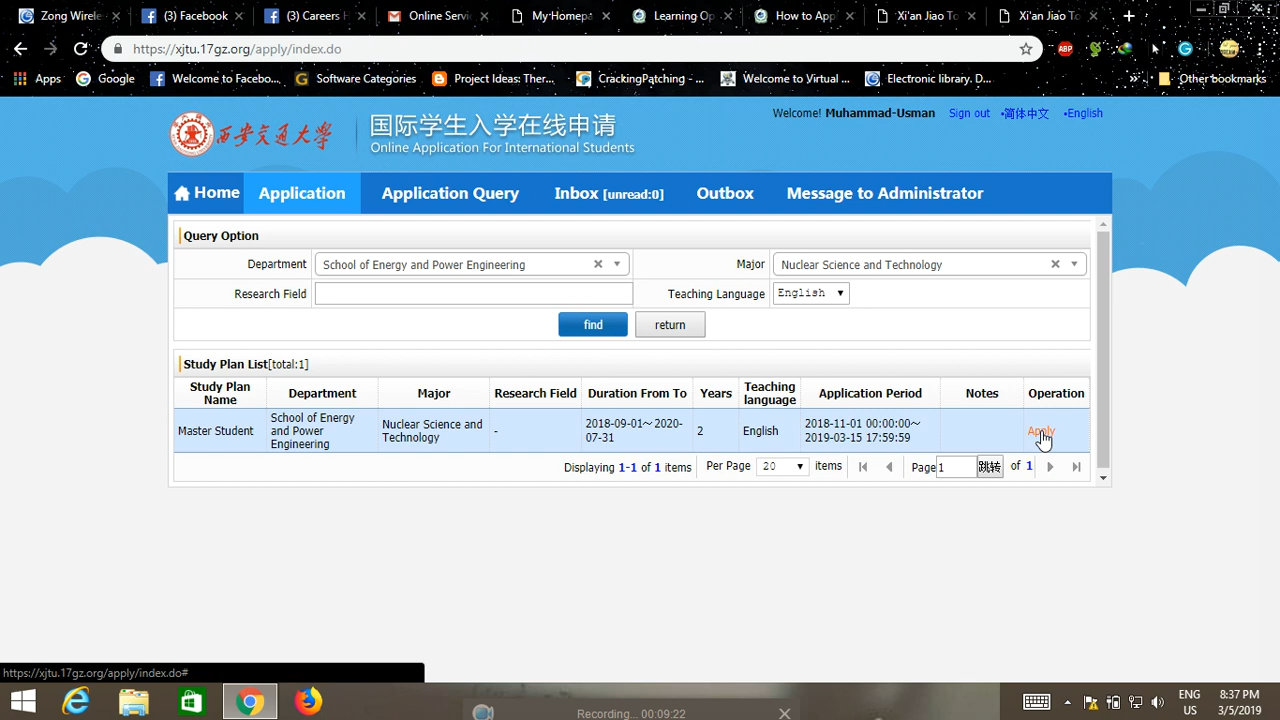 Zong Wirele
(3) Facebook
(3) Careers H
Online Servic
My Homepa
Learning Op
How to Appl
Xi'an Jiao To
Xi'an Jiao To
https://xjtu.17gz.org/apply/index.do
ABP
Apps
Google
Welcome to Facebo...
Software Categories
Project Ideas: Ther...
CrackingPatching - ...
Welcome to Virtual ...
Electronic library. D...
Other bookmarks
西安交通大学
国际学生入学在线申请
Online Application For International Students
Welcome! Muhammad-Usman Sign out •简体中文 •English
Home Application Application Query Inbox [unread:0] Outbox Message to Administrator
Query Option
Department School of Energy and Power Engineering Major Nuclear Science and Technology
Research Field Teaching Language English
find return
Study Plan List[total:1]
Study Plan Name Department Major Research Field Duration From To Years Teaching language Application Period Notes Operation
Master Student School of Energy and Power Engineering Nuclear Science and Technology - 2018-09-01～2020-07-31 2 English 2018-11-01 00:00:00～2019-03-15 17:59:59 Apply
Displaying 1-1 of 1 items Per Page 20 items Page 1 跳转 of 1
https://xjtu.17gz.org/apply/index.do#
Recording... 00:09:22
ENG
US
8:37 PM
3/5/2019